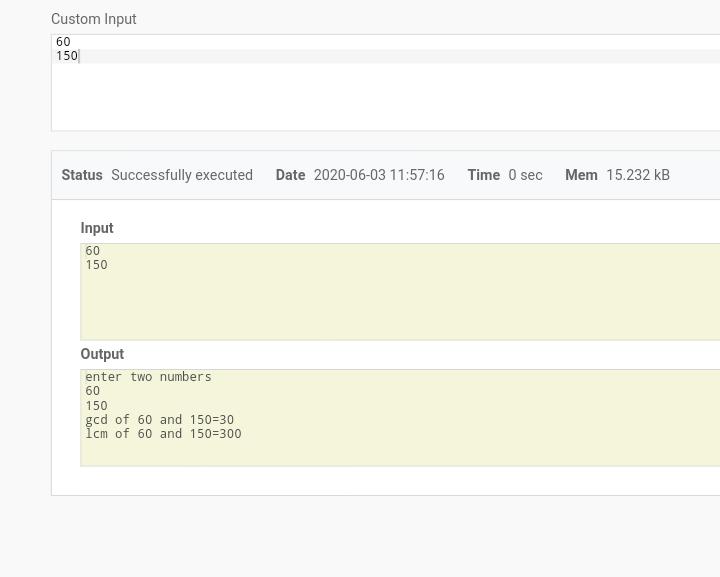 Custom Input
60
150
Status Successfully executed Date 2020-06-03 11:57:16 Time 0 sec Mem 15.232 kB
Input
60
150
Output
enter two numbers
60
150
gcd of 60 and 150=30
lcm of 60 and 150=300